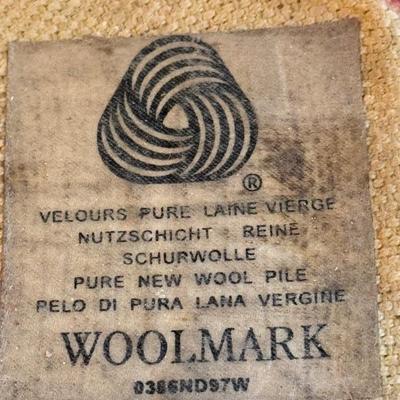 ®
VELOURS PURE LAINE VIERGE
NUTZSCHICHT REINE
SCHURWOLLE
PURE NEW WOOL PILE
PELO DI PURA LANA VERGINE
WOOLMARK
0386ND97W